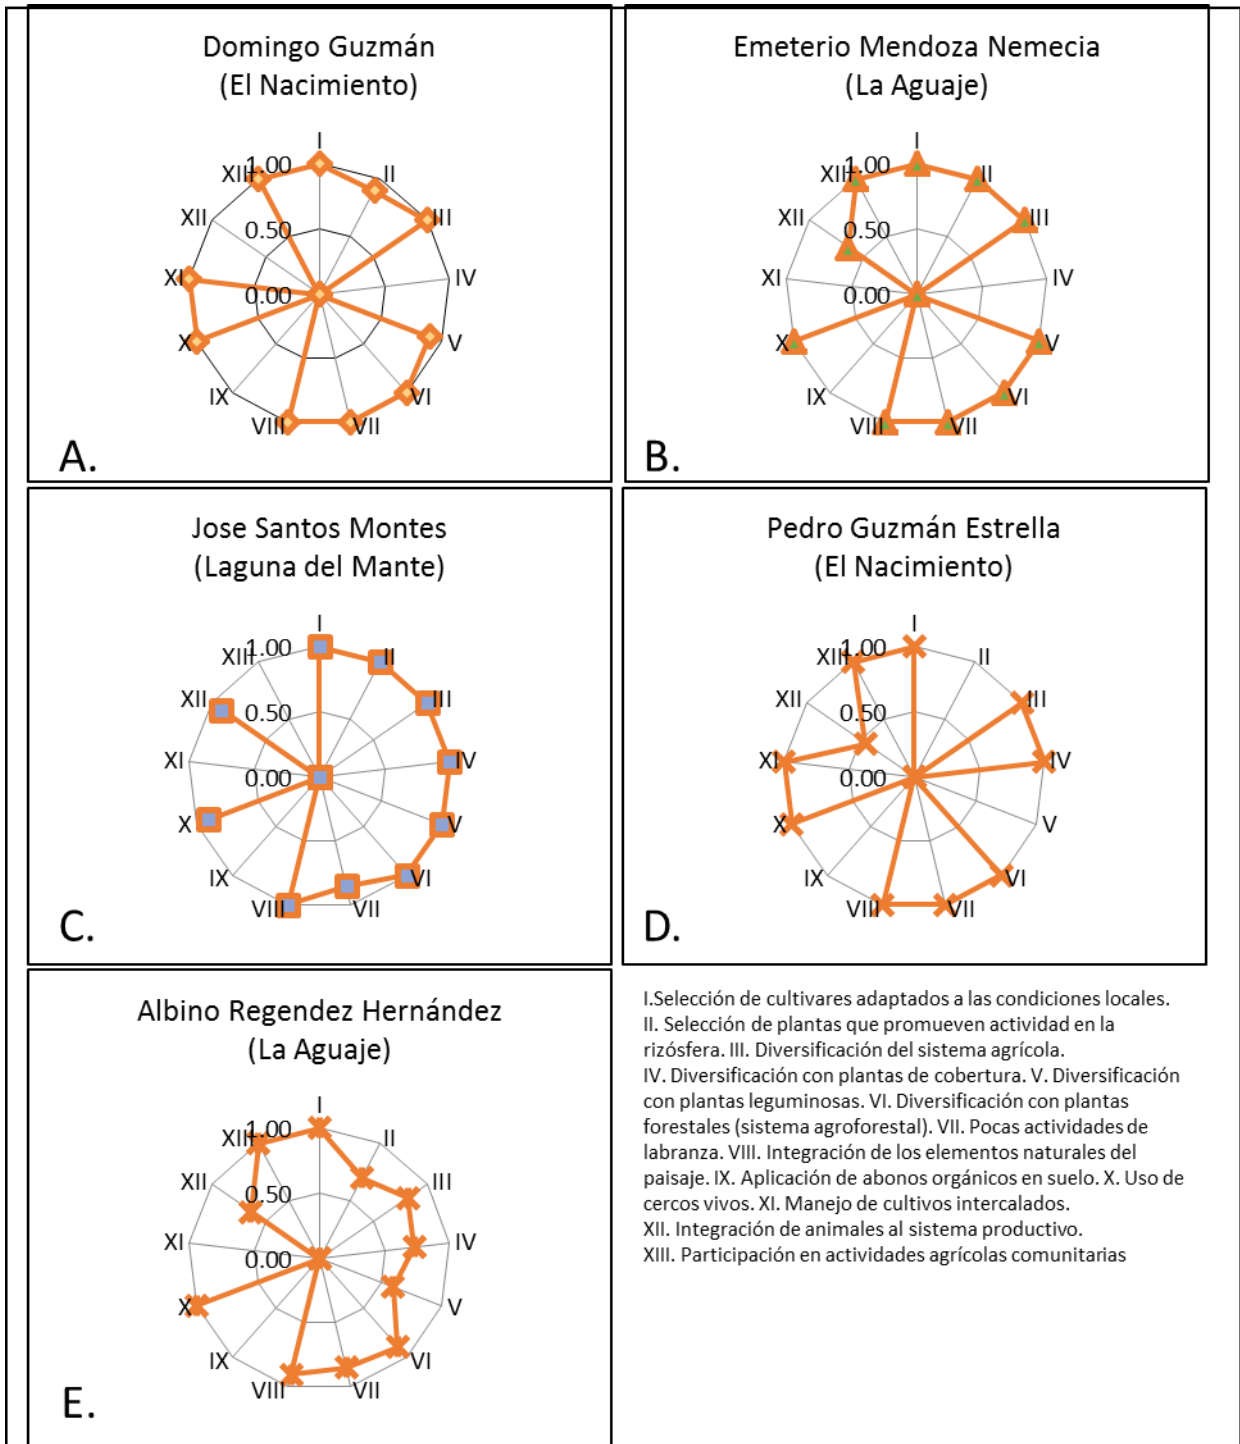 Domingo Guzmán
(El Nacimiento)
I
II
III
IV
V
VI
VII
VIII
IX
X
XI
XII
XIII
1.00
0.50
0.00
A.
Emeterio Mendoza Nemecia
(La Aguaje)
I
II
III
IV
V
VI
VII
VIII
IX
X
XI
XII
XIII
1.00
0.50
0.00
B.
Jose Santos Montes
(Laguna del Mante)
I
II
III
IV
V
VI
VII
VIII
IX
X
XI
XII
XIII
1.00
0.50
0.00
C.
Pedro Guzmán Estrella
(El Nacimiento)
I
II
III
IV
V
VI
VII
VIII
IX
X
XI
XII
XIII
1.00
0.50
0.00
D.
Albino Regendez Hernández
(La Aguaje)
I
II
III
IV
V
VI
VII
VIII
IX
X
XI
XII
XIII
1.00
0.50
0.00
E.
I.Selección de cultivares adaptados a las condiciones locales.
II. Selección de plantas que promueven actividad en la
rizósfera. III. Diversificación del sistema agrícola.
IV. Diversificación con plantas de cobertura. V. Diversificación
con plantas leguminosas. VI. Diversificación con plantas
forestales (sistema agroforestal). VII. Pocas actividades de
labranza. VIII. Integración de los elementos naturales del
paisaje. IX. Aplicación de abonos orgánicos en suelo. X. Uso de
cercos vivos. XI. Manejo de cultivos intercalados.
XII. Integración de animales al sistema productivo.
XIII. Participación en actividades agrícolas comunitarias